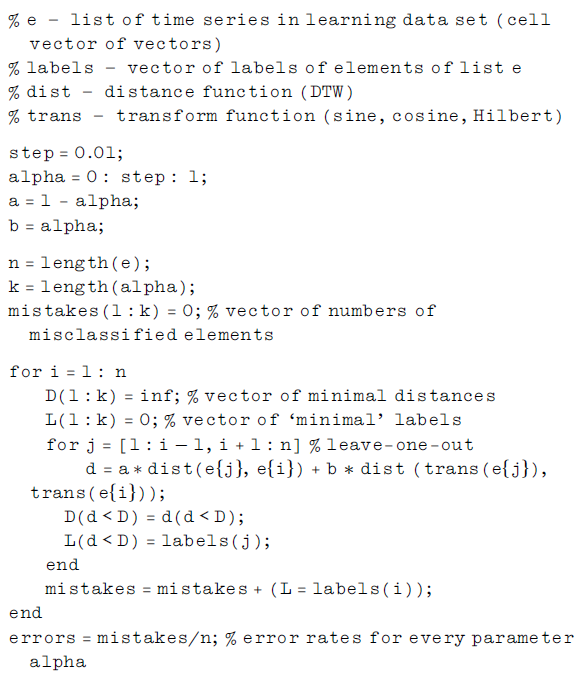 % e – list of time series in learning data set (cell
vector of vectors)
% labels – vector of labels of elements of list e
% dist – distance function (DTW)
% trans – transform function (sine, cosine, Hilbert)
step = 0.01;
alpha = 0 : step : 1;
a = 1 - alpha;
b = alpha;
n = length(e);
k = length(alpha);
mistakes(1 : k) = 0; % vector of numbers of
misclassified elements
for i = 1 : n
D(1 : k) = inf; % vector of minimal distances
L(1 : k) = 0; % vector of ‘minimal’ labels
for j = [1 : i – 1, i + 1 : n] % leave-one-out
d = a * dist(e{j}, e{i}) + b * dist (trans(e{j}),
trans(e{i}));
D(d < D) = d(d < D);
L(d < D) = labels(j);
end
mistakes = mistakes + (L = labels(i));
end
errors = mistakes/n; % error rates for every parameter
alpha